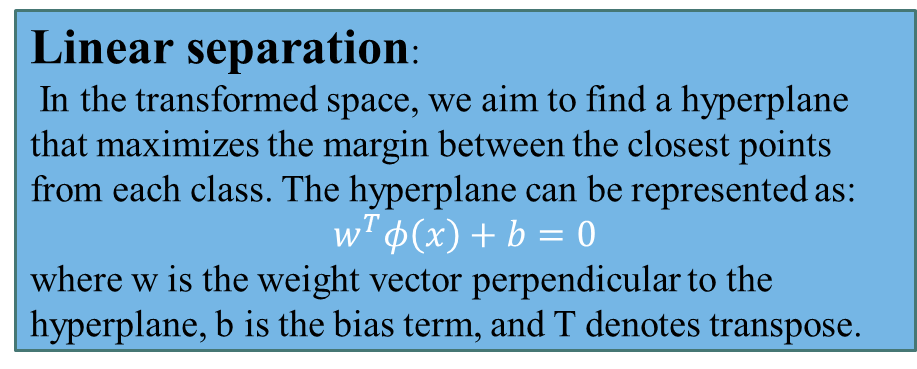 Linear separation:
In the transformed space, we aim to find a hyperplane
that maximizes the margin between the closest points
from each class. The hyperplane can be represented as:
𝑤ᵀ𝜙(𝑥) + 𝑏 = 0
where w is the weight vector perpendicular to the
hyperplane, b is the bias term, and T denotes transpose.